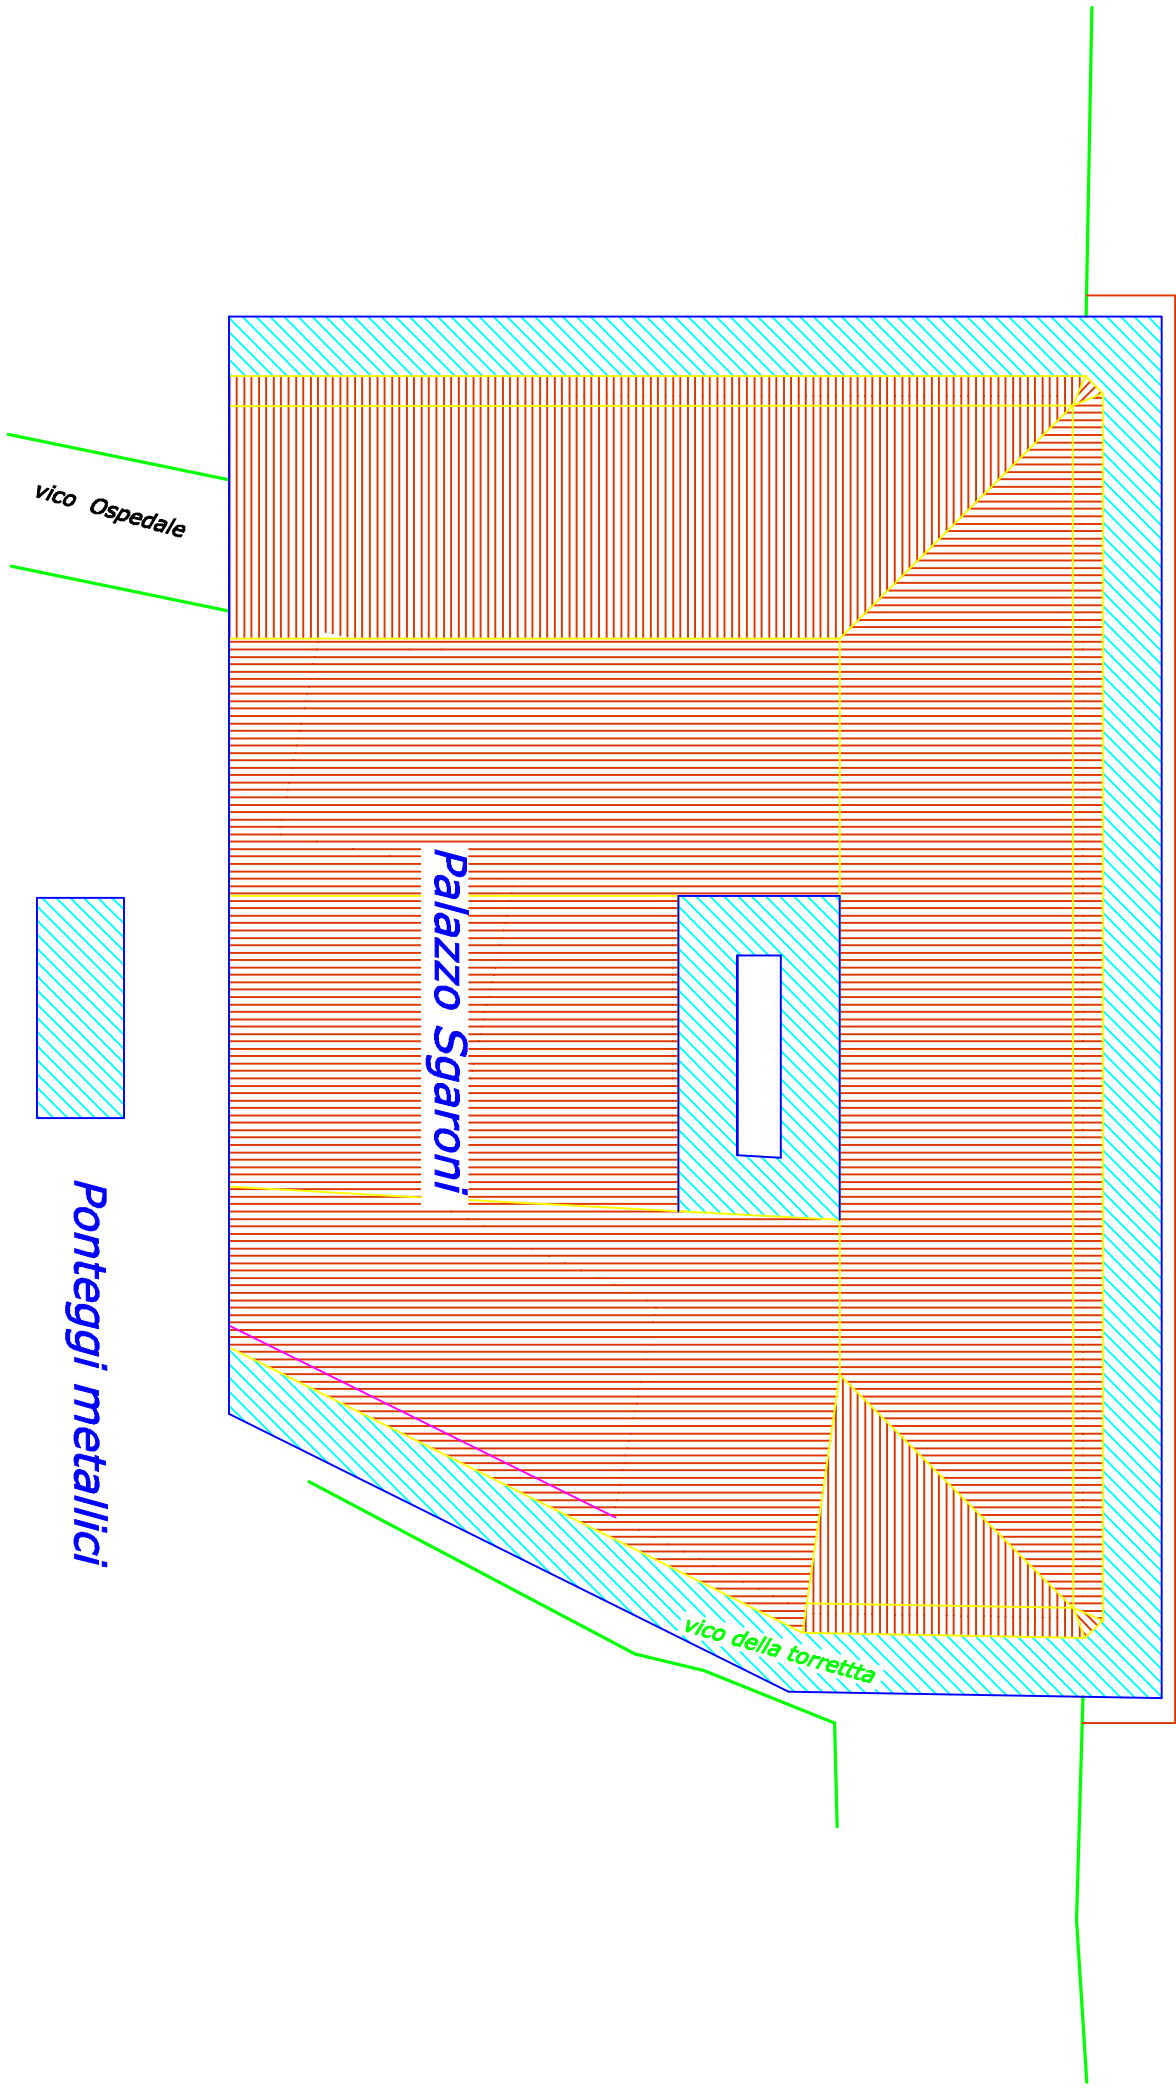 vico Ospedale
Palazzo Sgaroni
Ponteggi metallici
vico della torrettta